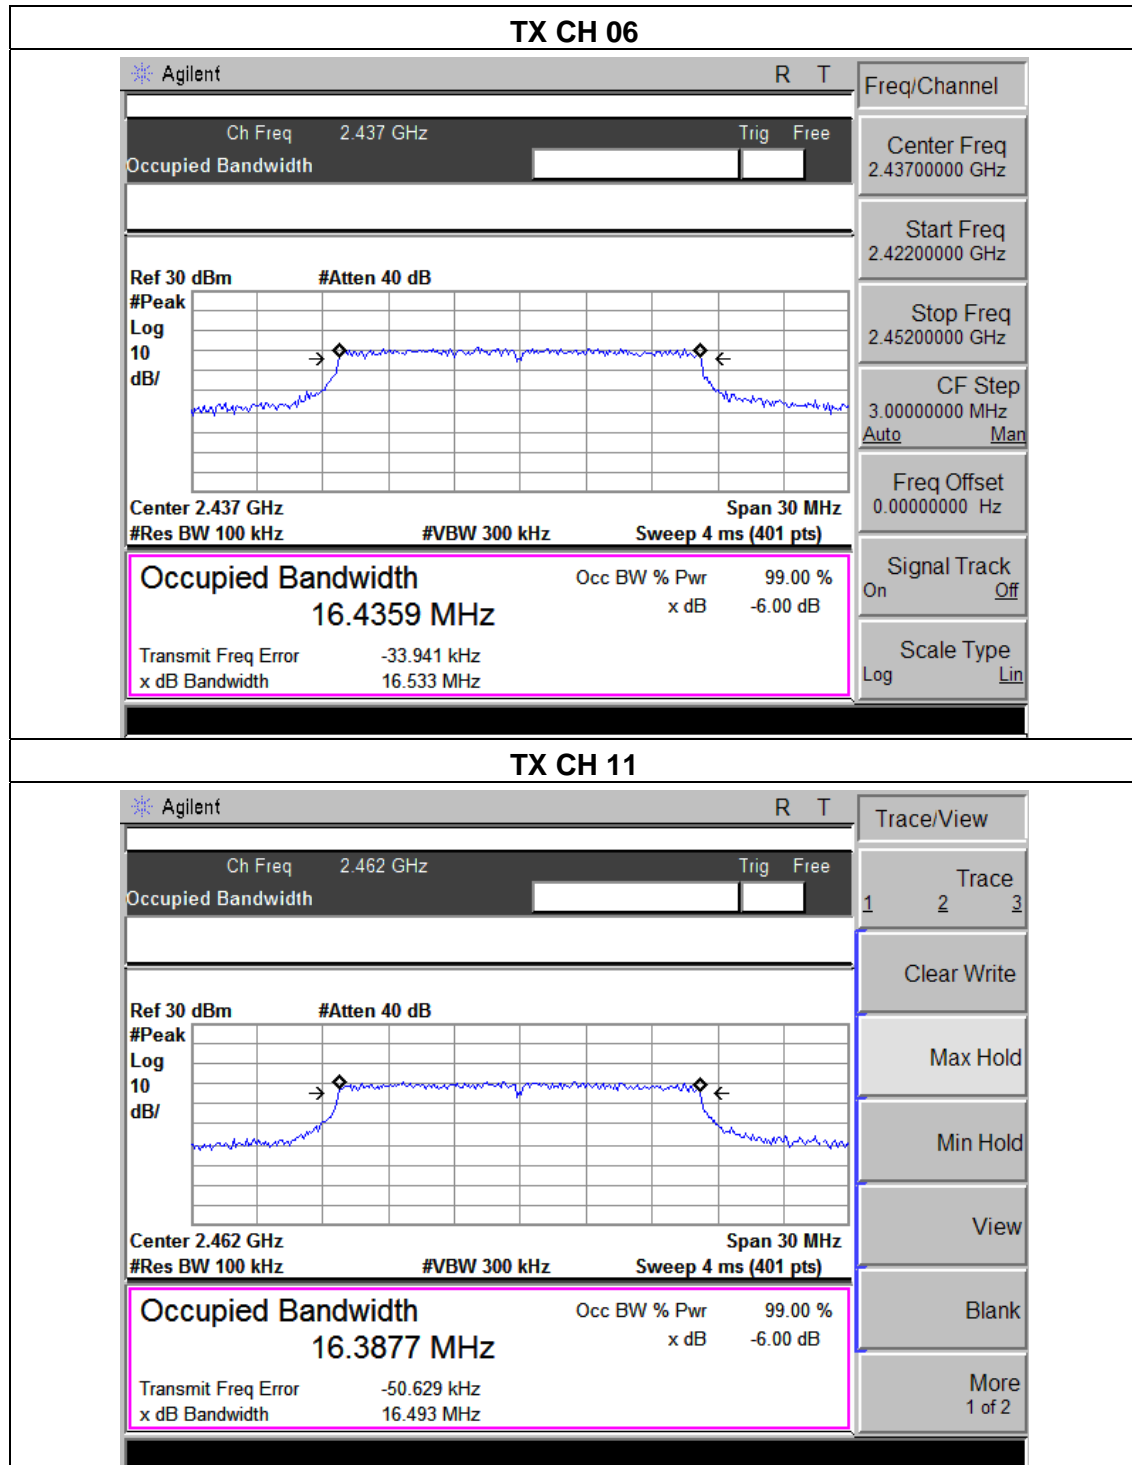 TX CH 06
Agilent R T
Freq/Channel
Ch Freq 2.437 GHz Trig Free
Occupied Bandwidth
Center Freq
2.43700000 GHz
Start Freq
2.42200000 GHz
Ref 30 dBm #Atten 40 dB
#Peak
Log
10
dB/
Stop Freq
2.45200000 GHz
CF Step
3.00000000 MHz
Auto Man
Freq Offset
0.00000000 Hz
Center 2.437 GHz Span 30 MHz
#Res BW 100 kHz #VBW 300 kHz Sweep 4 ms (401 pts)
Signal Track
On Off
Occupied Bandwidth Occ BW % Pwr 99.00 %
16.4359 MHz x dB -6.00 dB
Transmit Freq Error -33.941 kHz
x dB Bandwidth 16.533 MHz
Scale Type
Log Lin
TX CH 11
Agilent R T
Trace/View
Ch Freq 2.462 GHz Trig Free
Occupied Bandwidth
Trace
1 2 3
Clear Write
Ref 30 dBm #Atten 40 dB
#Peak
Log
10
dB/
Max Hold
Min Hold
View
Center 2.462 GHz Span 30 MHz
#Res BW 100 kHz #VBW 300 kHz Sweep 4 ms (401 pts)
Occupied Bandwidth Occ BW % Pwr 99.00 %
16.3877 MHz x dB -6.00 dB
Transmit Freq Error -50.629 kHz
x dB Bandwidth 16.493 MHz
Blank
More
1 of 2